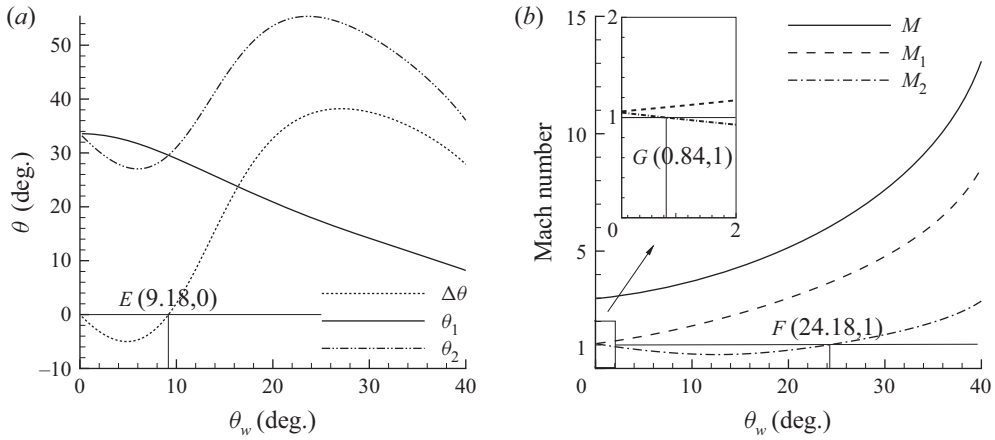 (a)
50
40
30
20
10
0
−10
θ (deg.)
E (9.18,0)
Δθ
θ1
θ2
0
10
20
30
40
θw (deg.)
(b)
15
10
5
1
Mach number
M
M1
M2
2
1
0
2
G (0.84,1)
F (24.18,1)
0
10
20
30
40
θw (deg.)